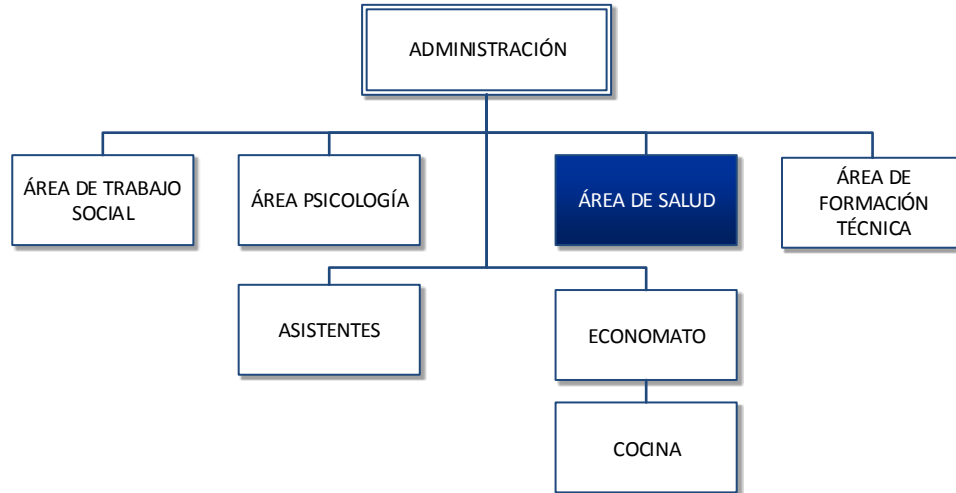 ADMINISTRACIÓN
ÁREA DE TRABAJO
SOCIAL
ÁREA PSICOLOGÍA
ÁREA DE SALUD
ÁREA DE
FORMACIÓN
TÉCNICA
ASISTENTES
ECONOMATO
COCINA